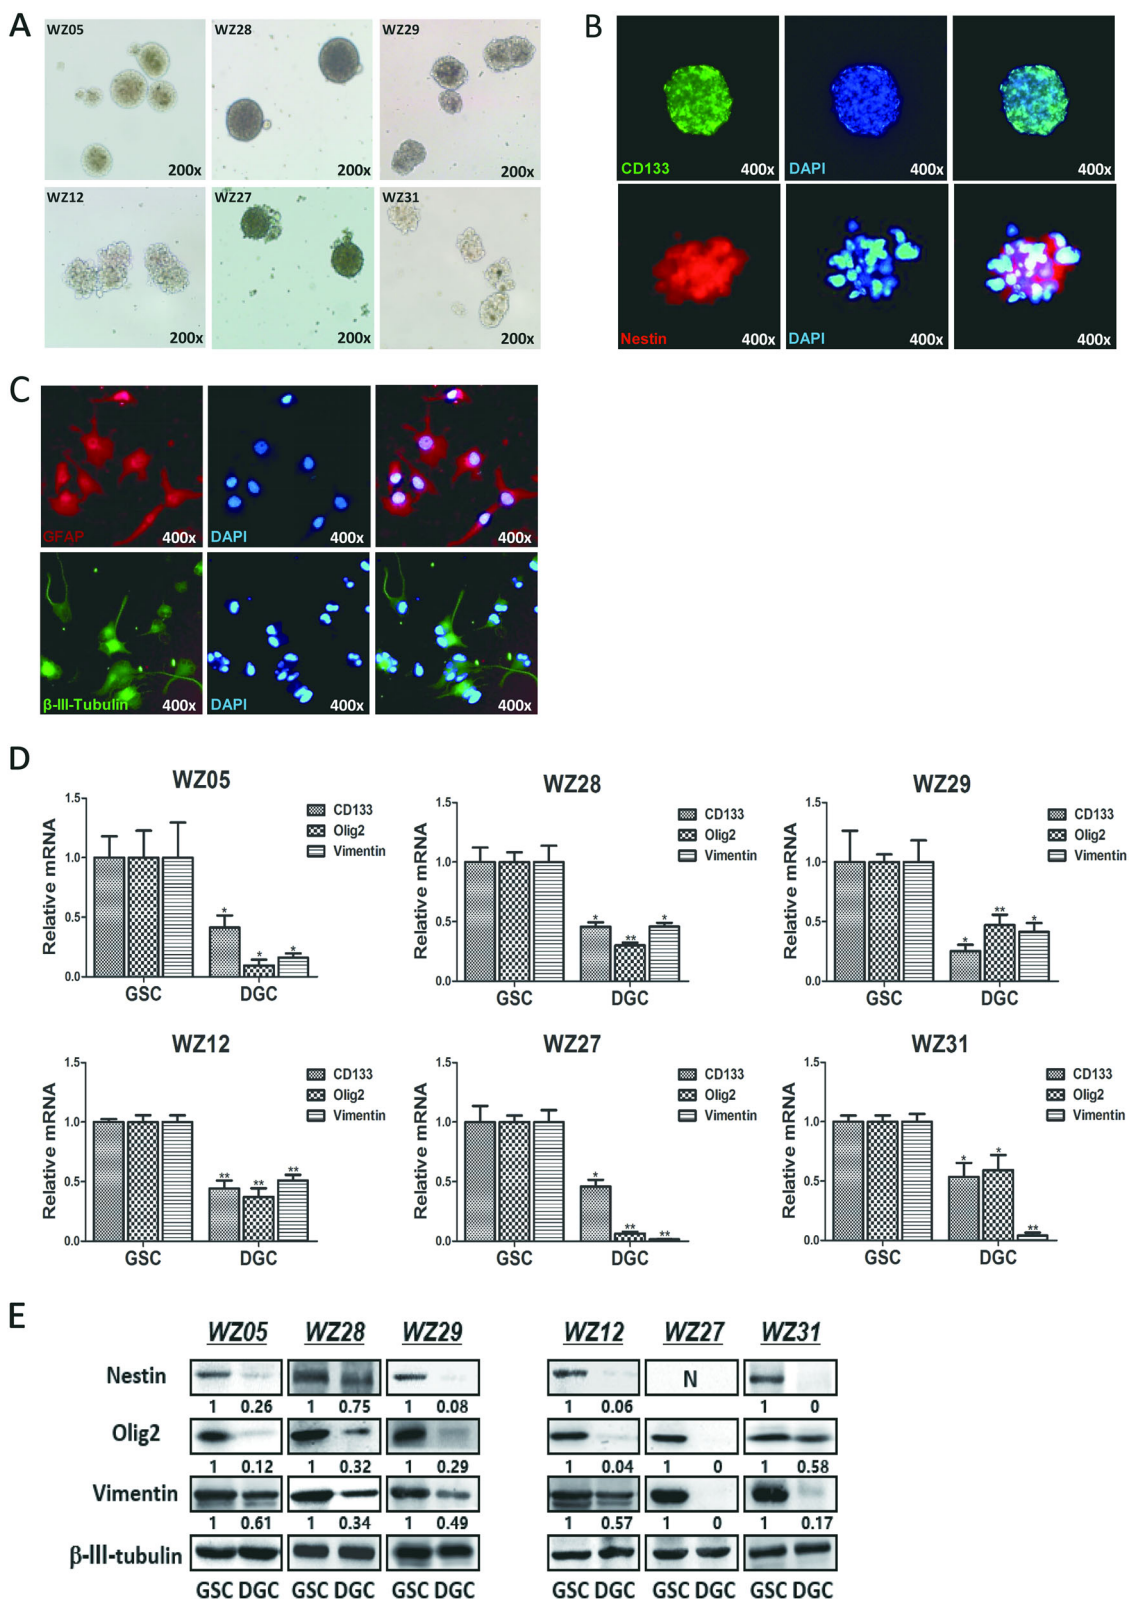 A
WZ05
200x
WZ28
200x
WZ29
200x
WZ12
200x
WZ27
200x
WZ31
200x
B
CD133
400x
DAPI
400x
400x
Nestin
400x
DAPI
400x
400x
C
GFAP
400x
DAPI
400x
400x
β-III-Tubulin
400x
DAPI
400x
400x
D
WZ05
Relative mRNA
1.5
1.0
0.5
0.0
* * *
GSC DGC
CD133
Olig2
Vimentin
WZ28
Relative mRNA
1.5
1.0
0.5
0.0
* ** *
GSC DGC
CD133
Olig2
Vimentin
WZ29
Relative mRNA
1.5
1.0
0.5
0.0
* ** *
GSC DGC
CD133
Olig2
Vimentin
WZ12
Relative mRNA
1.5
1.0
0.5
0.0
** ** **
GSC DGC
CD133
Olig2
Vimentin
WZ27
Relative mRNA
1.5
1.0
0.5
0.0
* ** **
GSC DGC
CD133
Olig2
Vimentin
WZ31
Relative mRNA
1.5
1.0
0.5
0.0
* * **
GSC DGC
CD133
Olig2
Vimentin
E
WZ05 WZ28 WZ29 WZ12 WZ27 WZ31
Nestin N
1 0.26 1 0.75 1 0.08 1 0.06 1 0
Olig2
1 0.12 1 0.32 1 0.29 1 0.04 1 0 1 0.58
Vimentin
1 0.61 1 0.34 1 0.49 1 0.57 1 0 1 0.17
β-III-tubulin
GSC DGC GSC DGC GSC DGC GSC DGC GSC DGC GSC DGC